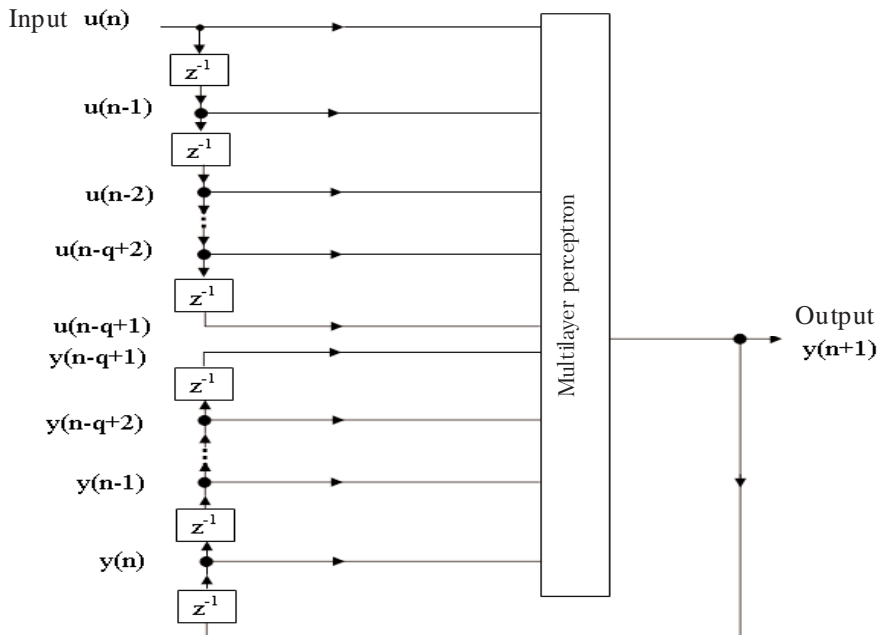 Input u(n)
z-1
u(n-1)
z-1
u(n-2)
u(n-q+2)
z-1
u(n-q+1)
y(n-q+1)
z-1
y(n-q+2)
y(n-1)
z-1
y(n)
z-1
Multilayer perceptron
Output
y(n+1)